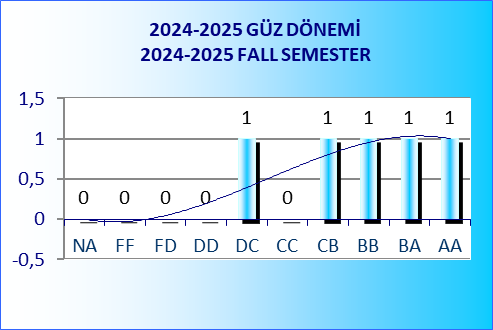 2024-2025 GÜZ DÖNEMİ
2024-2025 FALL SEMESTER
1,5
1
0,5
0
-0,5
0 0 0 0 1 0 1 1 1 1
NA FF FD DD DC CC CB BB BA AA